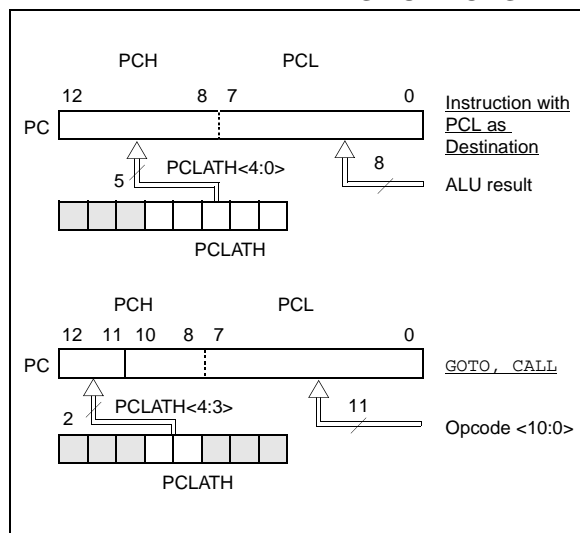 PCH PCL
12 8 7 0
PC
Instruction with
PCL as
Destination
5 PCLATH<4:0> 8
ALU result
PCLATH
PCH PCL
12 11 10 8 7 0
PC
GOTO, CALL
2 PCLATH<4:3> 11
Opcode <10:0>
PCLATH